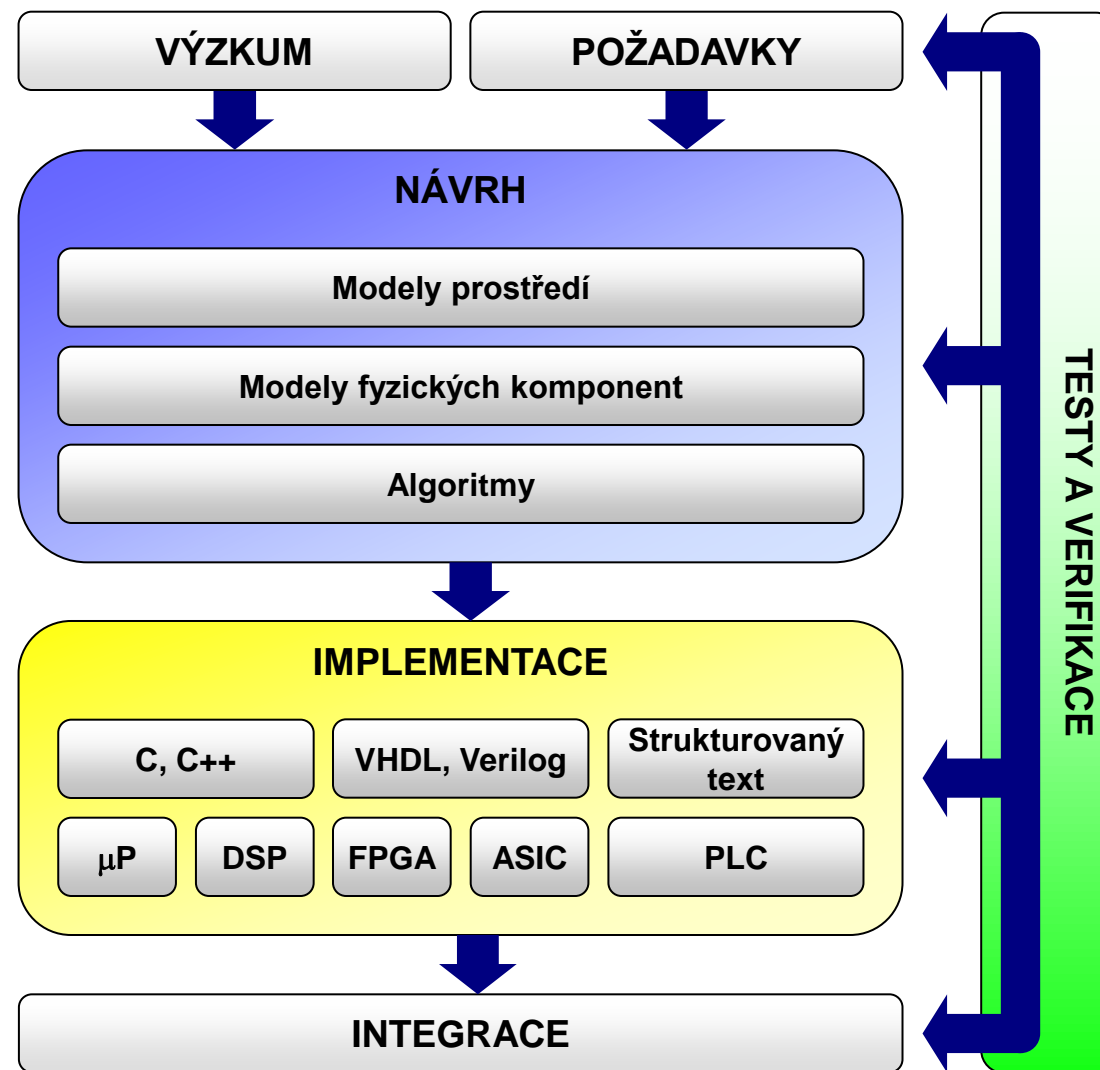 VÝZKUM
POŽADAVKY
NÁVRH
Modely prostředí
Modely fyzických komponent
Algoritmy
IMPLEMENTACE
C, C++
VHDL, Verilog
Strukturovaný
text
μP
DSP
FPGA
ASIC
PLC
INTEGRACE
TESTY A VERIFIKACE